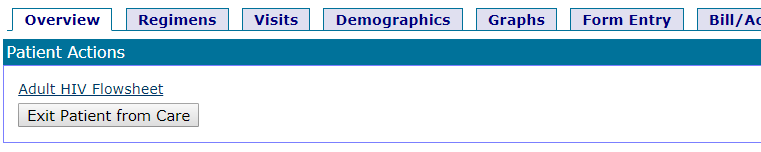 Overview Regimens Visits Demographics Graphs Form Entry
Patient Actions
Adult HIV Flowsheet
Exit Patient from Care